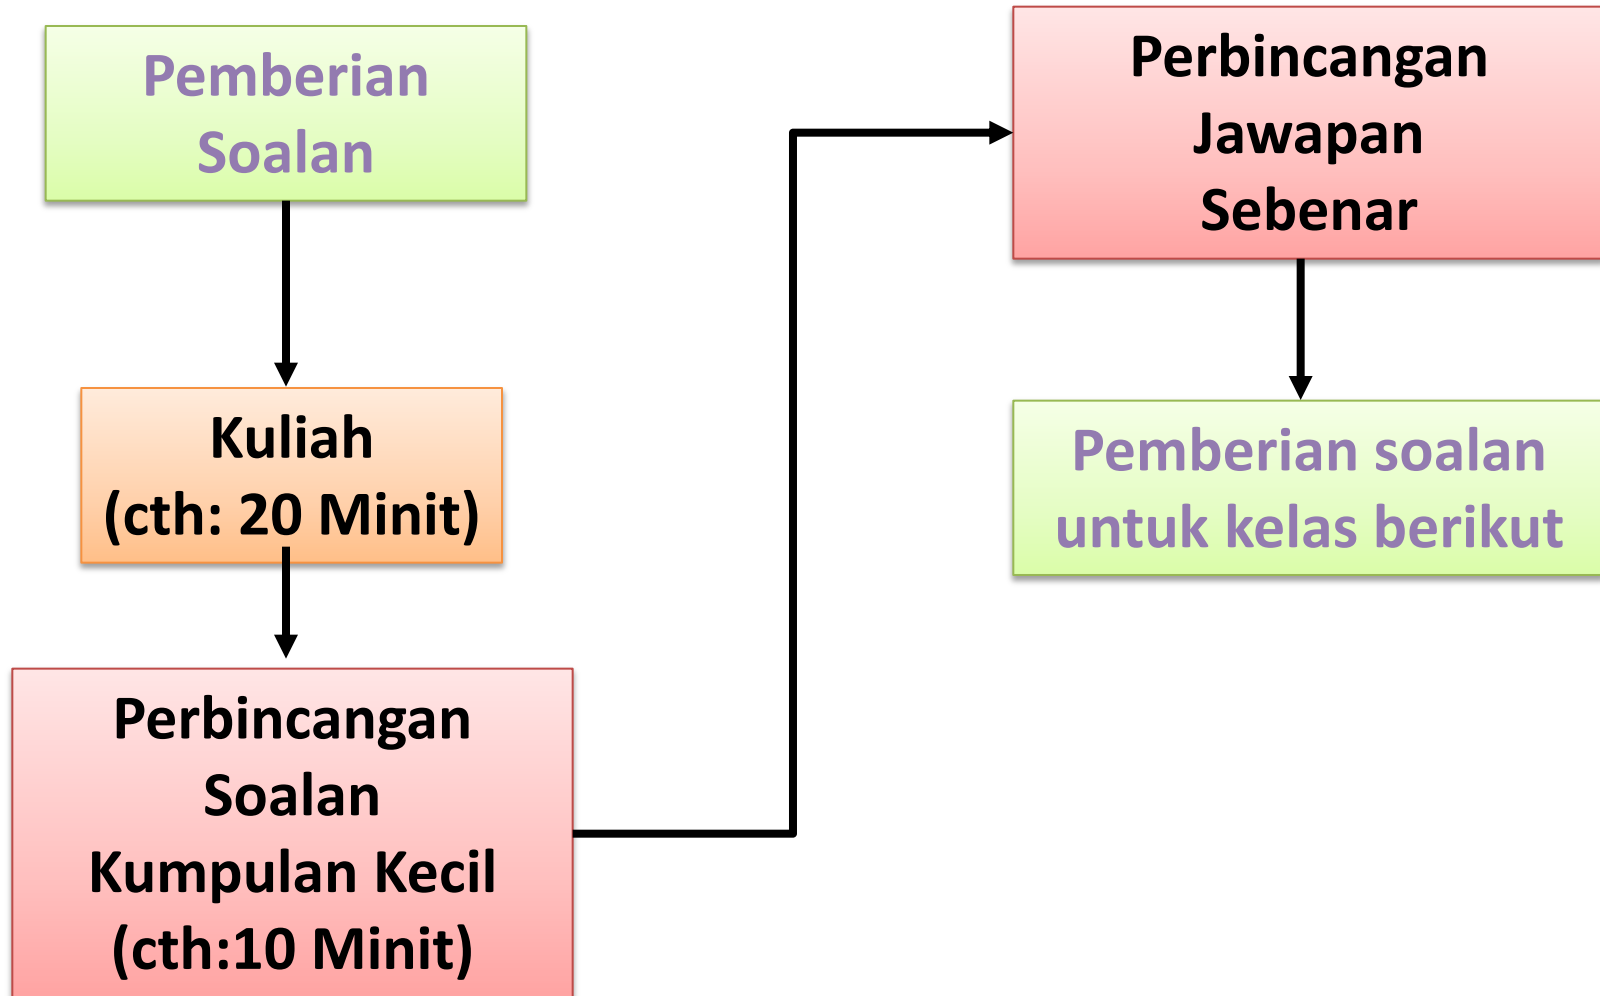 Pemberian
Soalan
Kuliah
(cth: 20 Minit)
Perbincangan
Soalan
Kumpulan Kecil
(cth:10 Minit)
Perbincangan
Jawapan
Sebenar
Pemberian soalan
untuk kelas berikut